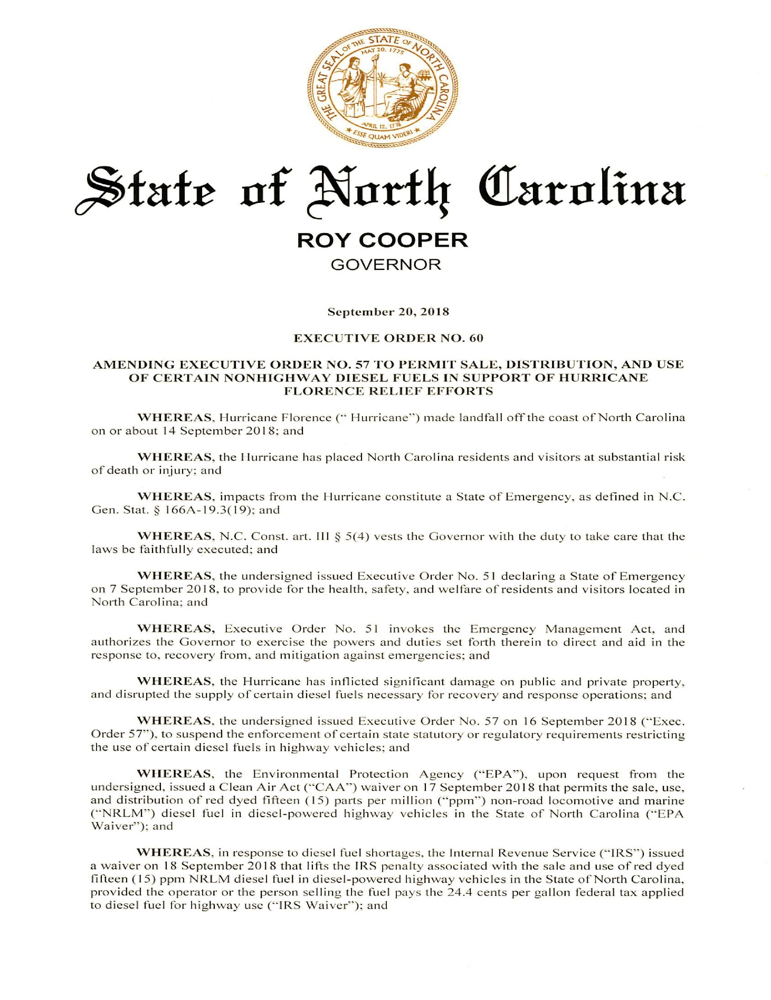 THE GREAT SEAL OF THE STATE OF NORTH CAROLINA
MAY 20, 1775
APRIL 12, 1776
★ ESSE QUAM VIDERI ★
State of North Carolina
ROY COOPER
GOVERNOR
September 20, 2018
EXECUTIVE ORDER NO. 60
AMENDING EXECUTIVE ORDER NO. 57 TO PERMIT SALE, DISTRIBUTION, AND USE
OF CERTAIN NONHIGHWAY DIESEL FUELS IN SUPPORT OF HURRICANE
FLORENCE RELIEF EFFORTS
WHEREAS, Hurricane Florence (“ Hurricane”) made landfall off the coast of North Carolina
on or about 14 September 2018; and
WHEREAS, the Hurricane has placed North Carolina residents and visitors at substantial risk
of death or injury; and
WHEREAS, impacts from the Hurricane constitute a State of Emergency, as defined in N.C.
Gen. Stat. § 166A-19.3(19); and
WHEREAS, N.C. Const. art. III § 5(4) vests the Governor with the duty to take care that the
laws be faithfully executed; and
WHEREAS, the undersigned issued Executive Order No. 51 declaring a State of Emergency
on 7 September 2018, to provide for the health, safety, and welfare of residents and visitors located in
North Carolina; and
WHEREAS, Executive Order No. 51 invokes the Emergency Management Act, and
authorizes the Governor to exercise the powers and duties set forth therein to direct and aid in the
response to, recovery from, and mitigation against emergencies; and
WHEREAS, the Hurricane has inflicted significant damage on public and private property,
and disrupted the supply of certain diesel fuels necessary for recovery and response operations; and
WHEREAS, the undersigned issued Executive Order No. 57 on 16 September 2018 (“Exec.
Order 57”), to suspend the enforcement of certain state statutory or regulatory requirements restricting
the use of certain diesel fuels in highway vehicles; and
WHEREAS, the Environmental Protection Agency (“EPA”), upon request from the
undersigned, issued a Clean Air Act (“CAA”) waiver on 17 September 2018 that permits the sale, use,
and distribution of red dyed fifteen (15) parts per million (“ppm”) non-road locomotive and marine
(“NRLM”) diesel fuel in diesel-powered highway vehicles in the State of North Carolina (“EPA
Waiver”); and
WHEREAS, in response to diesel fuel shortages, the Internal Revenue Service (“IRS”) issued
a waiver on 18 September 2018 that lifts the IRS penalty associated with the sale and use of red dyed
fifteen (15) ppm NRLM diesel fuel in diesel-powered highway vehicles in the State of North Carolina,
provided the operator or the person selling the fuel pays the 24.4 cents per gallon federal tax applied
to diesel fuel for highway use (“IRS Waiver”); and